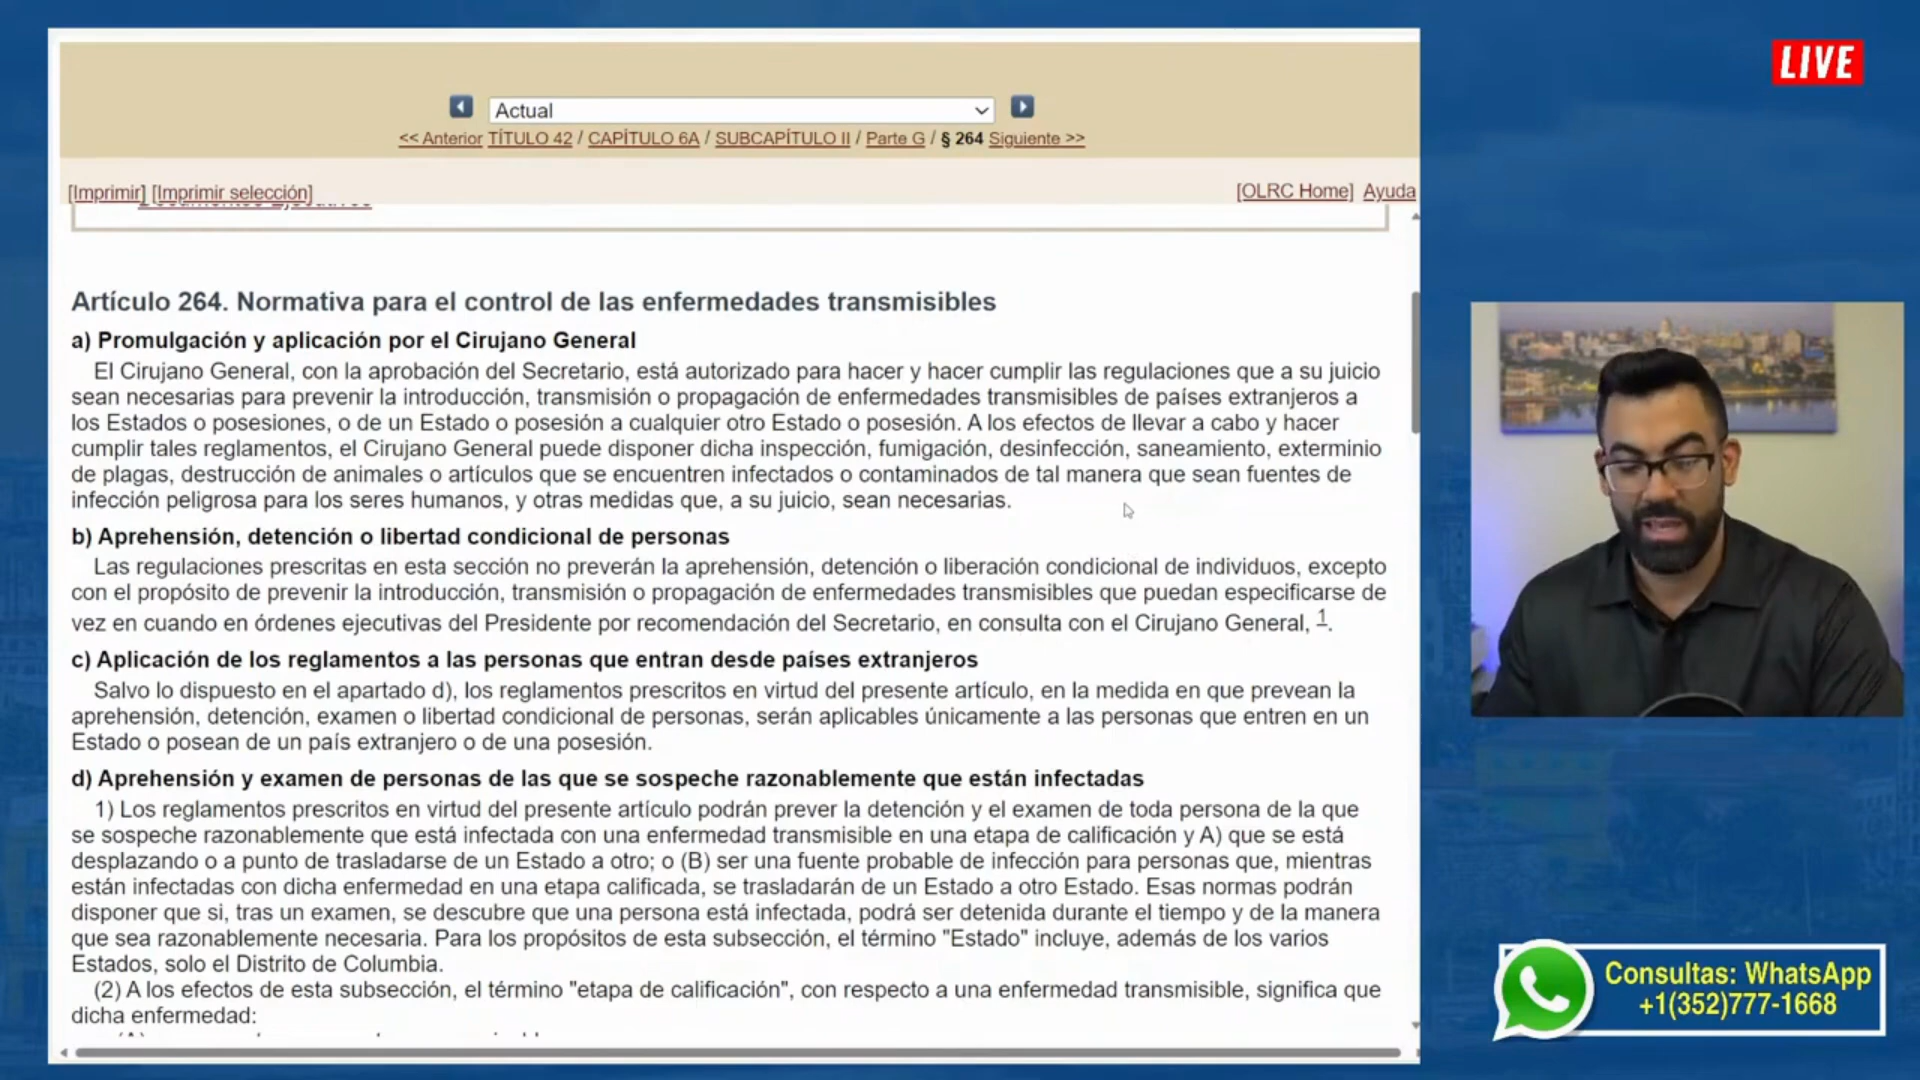 LIVE
Actual
<< Anterior TÍTULO 42 / CAPÍTULO 6A / SUBCAPÍTULO II / Parte G / § 264 Siguiente >>
[Imprimir] [Imprimir selección]
[OLRC Home] Ayuda
Artículo 264. Normativa para el control de las enfermedades transmisibles
a) Promulgación y aplicación por el Cirujano General
El Cirujano General, con la aprobación del Secretario, está autorizado para hacer y hacer cumplir las regulaciones que a su juicio
sean necesarias para prevenir la introducción, transmisión o propagación de enfermedades transmisibles de países extranjeros a
los Estados o posesiones, o de un Estado o posesión a cualquier otro Estado o posesión. A los efectos de llevar a cabo y hacer
cumplir tales reglamentos, el Cirujano General puede disponer dicha inspección, fumigación, desinfección, saneamiento, exterminio
de plagas, destrucción de animales o artículos que se encuentren infectados o contaminados de tal manera que sean fuentes de
infección peligrosa para los seres humanos, y otras medidas que, a su juicio, sean necesarias.
b) Aprehensión, detención o libertad condicional de personas
Las regulaciones prescritas en esta sección no preverán la aprehensión, detención o liberación condicional de individuos, excepto
con el propósito de prevenir la introducción, transmisión o propagación de enfermedades transmisibles que puedan especificarse de
vez en cuando en órdenes ejecutivas del Presidente por recomendación del Secretario, en consulta con el Cirujano General, 1.
c) Aplicación de los reglamentos a las personas que entran desde países extranjeros
Salvo lo dispuesto en el apartado d), los reglamentos prescritos en virtud del presente artículo, en la medida en que prevean la
aprehensión, detención, examen o libertad condicional de personas, serán aplicables únicamente a las personas que entren en un
Estado o posean de un país extranjero o de una posesión.
d) Aprehensión y examen de personas de las que se sospeche razonablemente que están infectadas
1) Los reglamentos prescritos en virtud del presente artículo podrán prever la detención y el examen de toda persona de la que
se sospeche razonablemente que está infectada con una enfermedad transmisible en una etapa de calificación y A) que se está
desplazando o a punto de trasladarse de un Estado a otro; o (B) ser una fuente probable de infección para personas que, mientras
están infectadas con dicha enfermedad en una etapa calificada, se trasladarán de un Estado a otro Estado. Esas normas podrán
disponer que si, tras un examen, se descubre que una persona está infectada, podrá ser detenida durante el tiempo y de la manera
que sea razonablemente necesaria. Para los propósitos de esta subsección, el término "Estado" incluye, además de los varios
Estados, solo el Distrito de Columbia.
(2) A los efectos de esta subsección, el término "etapa de calificación", con respecto a una enfermedad transmisible, significa que
dicha enfermedad:
Consultas: WhatsApp
+1(352)777-1668